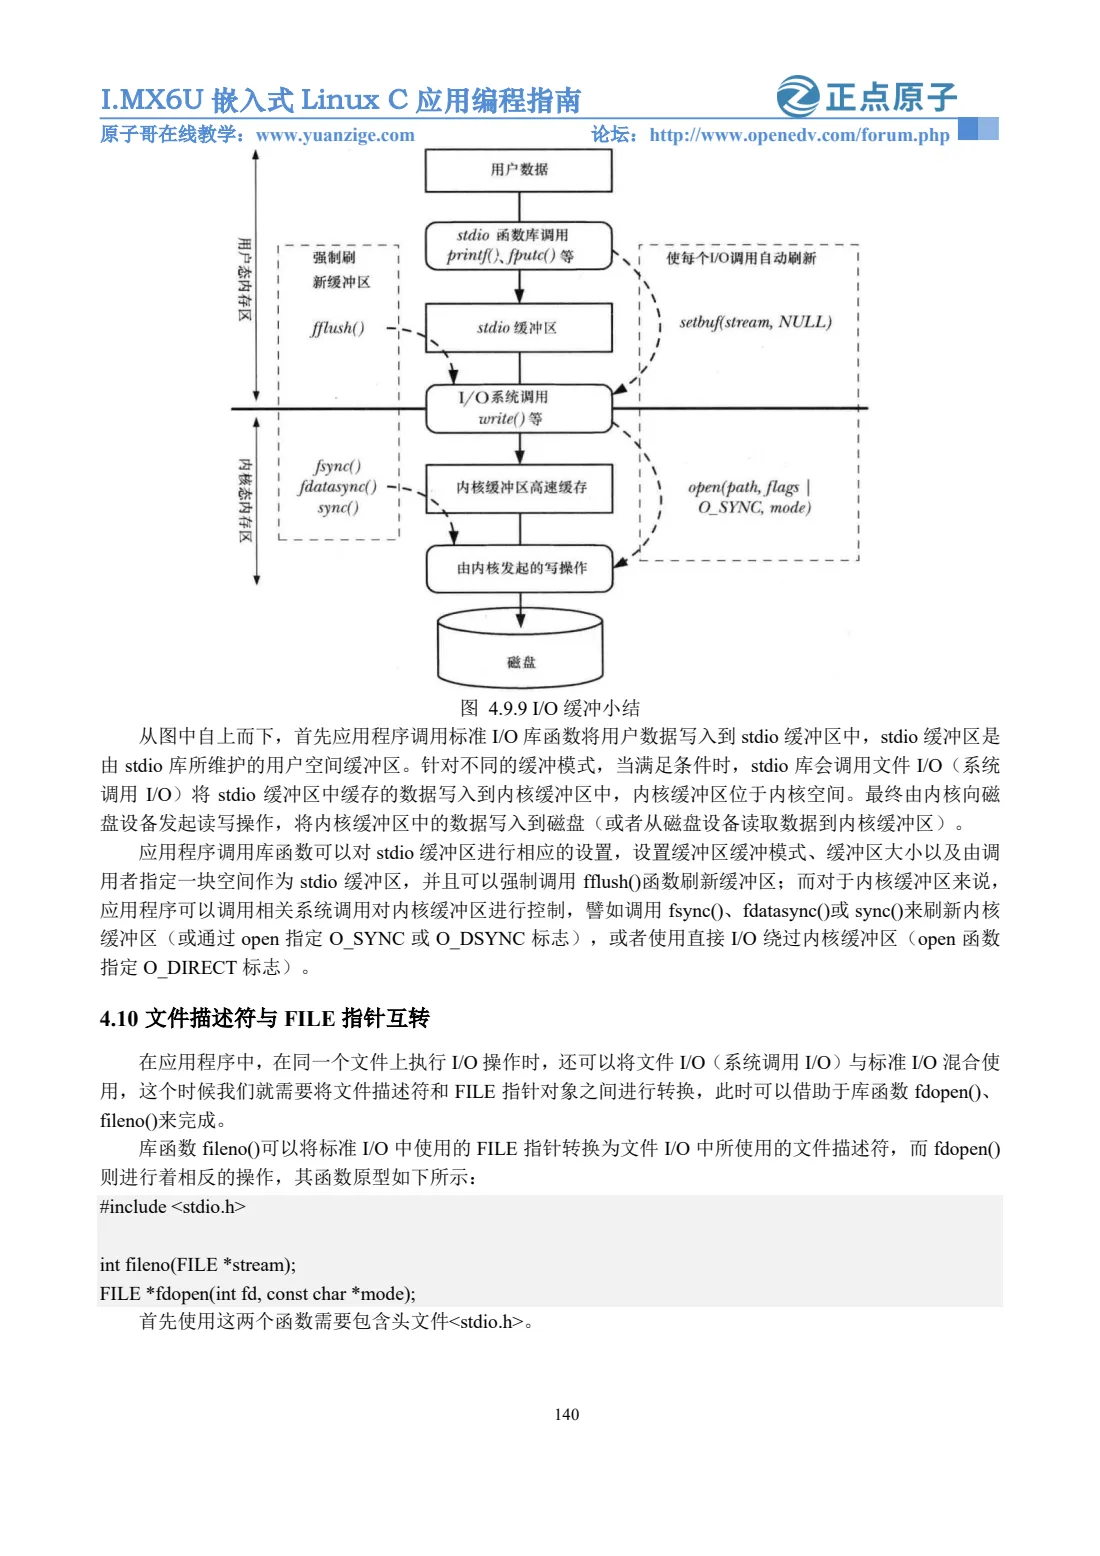 I.MX6U 嵌入式 Linux C 应用编程指南
正点原子
原子哥在线教学：www.yuanzige.com 论坛：http://www.openedv.com/forum.php
用户数据
用户态内存区
stdio 函数库调用
printf()、fputc() 等
强制刷
新缓冲区
fflush()
使每个I/O调用自动刷新
setbuf(stream, NULL)
stdio 缓冲区
I/O系统调用
write() 等
内核态内存区
fsync()
fdatasync()
sync()
内核缓冲区高速缓存
open(path, flags |
O_SYNC, mode)
由内核发起的写操作
磁盘
图 4.9.9 I/O 缓冲小结
从图中自上而下，首先应用程序调用标准 I/O 库函数将用户数据写入到 stdio 缓冲区中，stdio 缓冲区是
由 stdio 库所维护的用户空间缓冲区。针对不同的缓冲模式，当满足条件时，stdio 库会调用文件 I/O（系统
调用 I/O）将 stdio 缓冲区中缓存的数据写入到内核缓冲区中，内核缓冲区位于内核空间。最终由内核向磁
盘设备发起读写操作，将内核缓冲区中的数据写入到磁盘（或者从磁盘设备读取数据到内核缓冲区）。
应用程序调用库函数可以对 stdio 缓冲区进行相应的设置，设置缓冲区缓冲模式、缓冲区大小以及由调
用者指定一块空间作为 stdio 缓冲区，并且可以强制调用 fflush()函数刷新缓冲区；而对于内核缓冲区来说，
应用程序可以调用相关系统调用对内核缓冲区进行控制，譬如调用 fsync()、fdatasync()或 sync()来刷新内核
缓冲区（或通过 open 指定 O_SYNC 或 O_DSYNC 标志），或者使用直接 I/O 绕过内核缓冲区（open 函数
指定 O_DIRECT 标志）。
4.10 文件描述符与 FILE 指针互转
在应用程序中，在同一个文件上执行 I/O 操作时，还可以将文件 I/O（系统调用 I/O）与标准 I/O 混合使
用，这个时候我们就需要将文件描述符和 FILE 指针对象之间进行转换，此时可以借助于库函数 fdopen()、
fileno()来完成。
库函数 fileno()可以将标准 I/O 中使用的 FILE 指针转换为文件 I/O 中所使用的文件描述符，而 fdopen()
则进行着相反的操作，其函数原型如下所示：
#include <stdio.h>
int fileno(FILE *stream);
FILE *fdopen(int fd, const char *mode);
首先使用这两个函数需要包含头文件<stdio.h>。
140